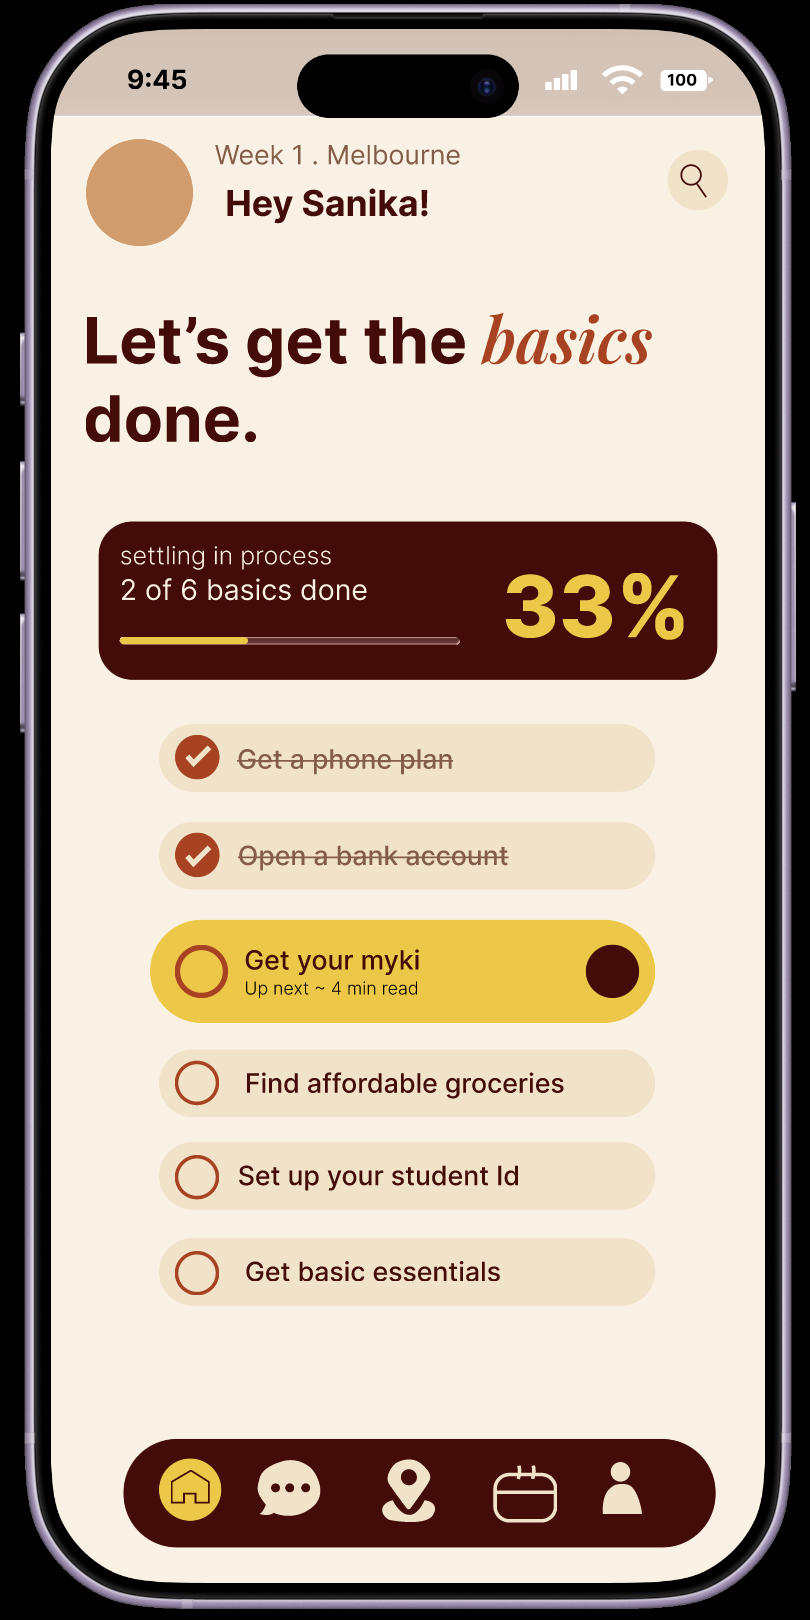 9:45
100
Week 1 . Melbourne
Hey Sanika!
Let’s get the basics
done.
settling in process
2 of 6 basics done
33%
Get a phone plan
Open a bank account
Get your myki
Up next ~ 4 min read
Find affordable groceries
Set up your student Id
Get basic essentials